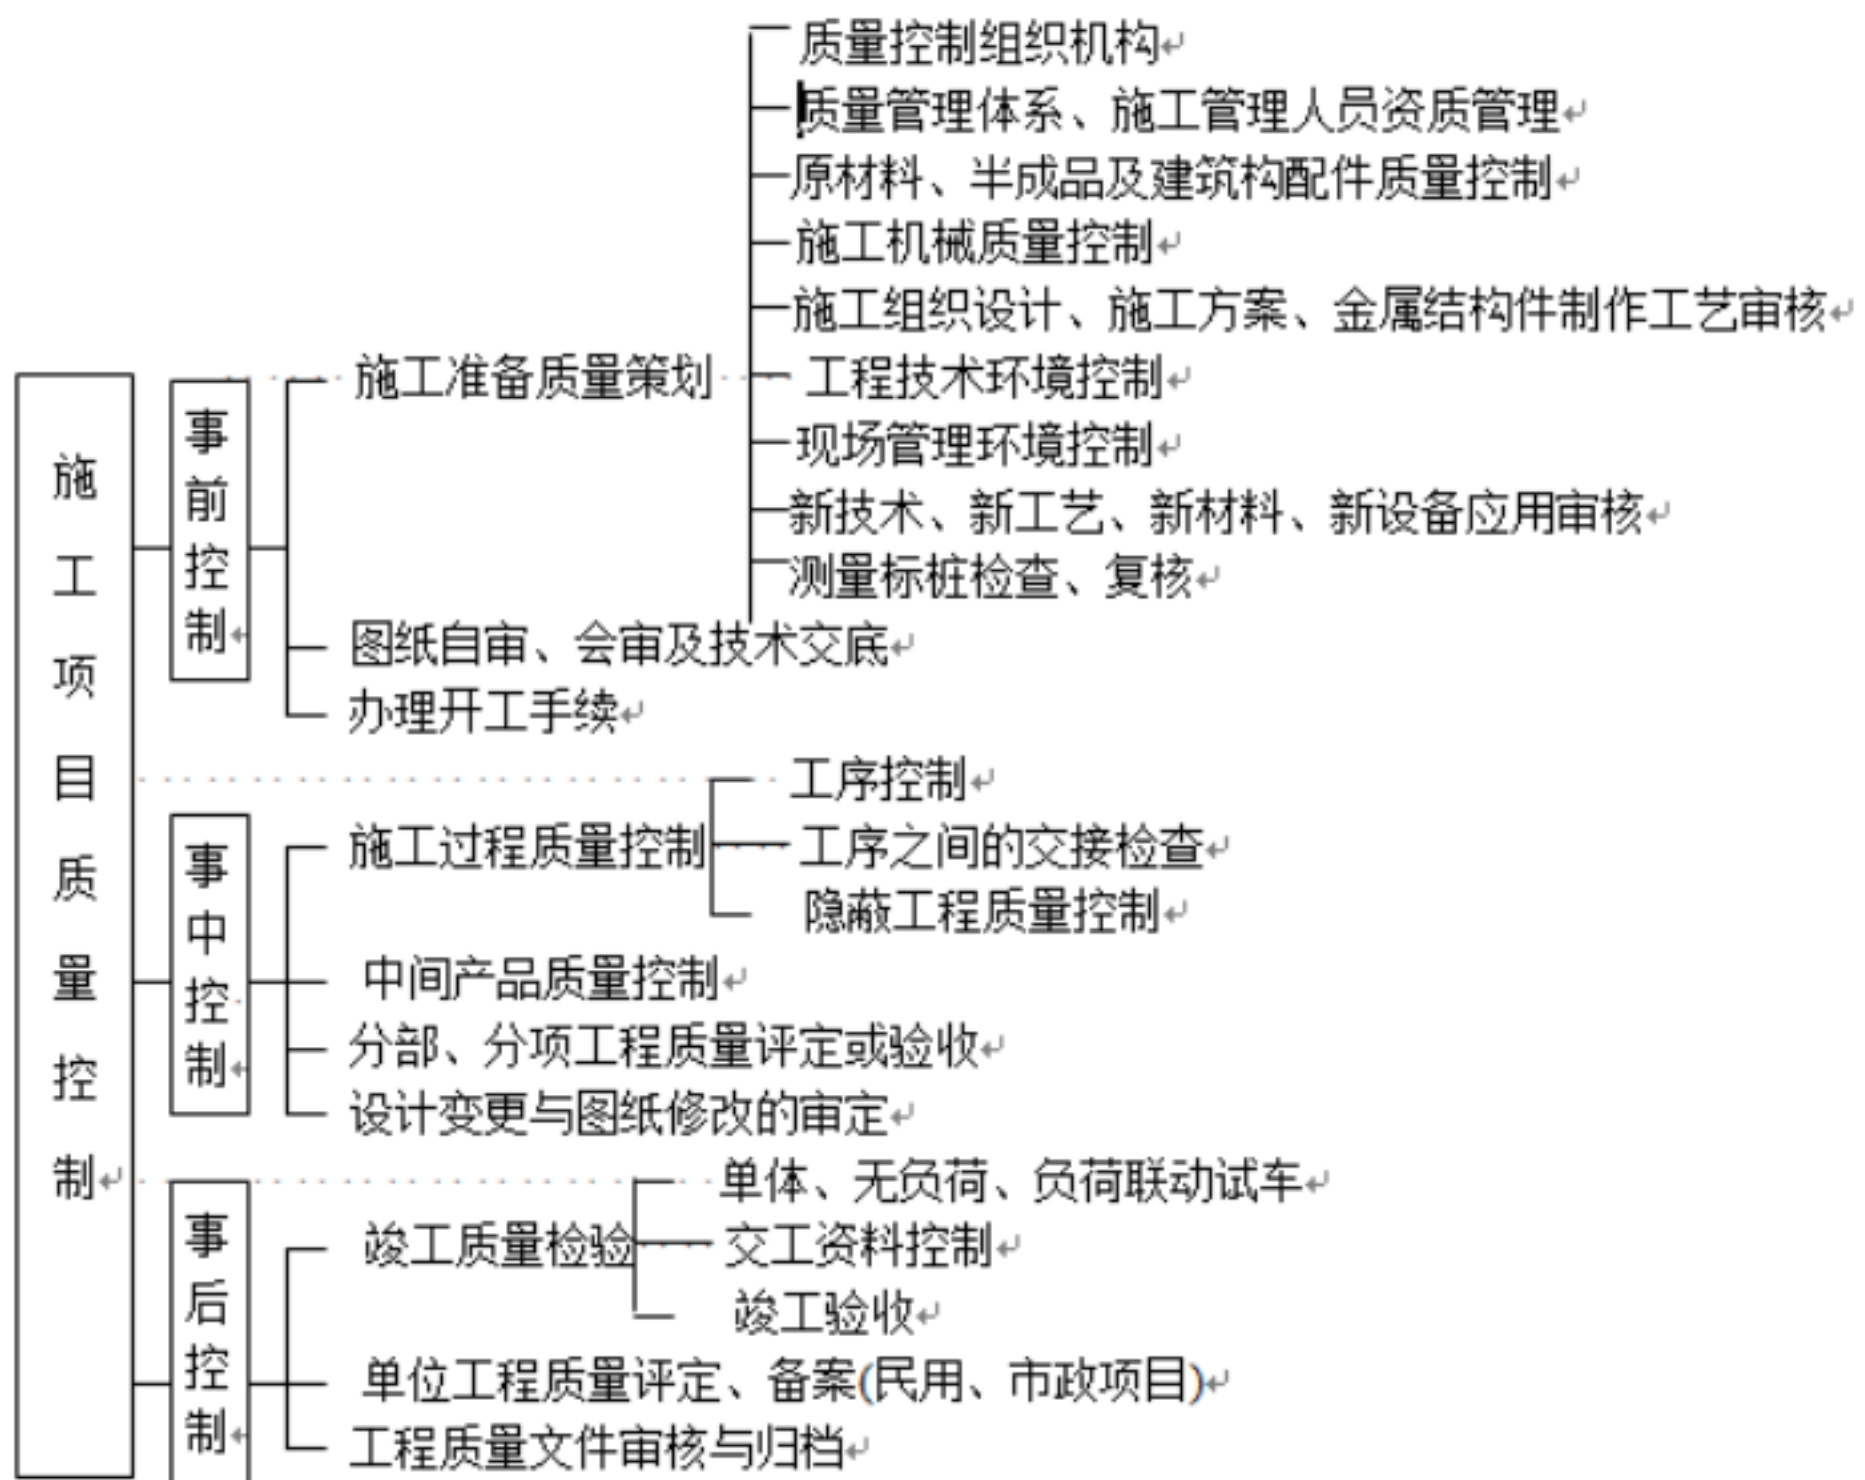 施工项目质量控制
事前控制
施工准备质量策划
质量控制组织机构
质量管理体系、施工管理人员资质管理
原材料、半成品及建筑构配件质量控制
施工机械质量控制
施工组织设计、施工方案、金属结构件制作工艺审核
工程技术环境控制
现场管理环境控制
新技术、新工艺、新材料、新设备应用审核
测量标桩检查、复核
图纸自审、会审及技术交底
办理开工手续
事中控制
施工过程质量控制
工序控制
工序之间的交接检查
隐蔽工程质量控制
中间产品质量控制
分部、分项工程质量评定或验收
设计变更与图纸修改的审定
事后控制
竣工质量检验
单体、无负荷、负荷联动试车
交工资料控制
竣工验收
单位工程质量评定、备案(民用、市政项目)
工程质量文件审核与归档